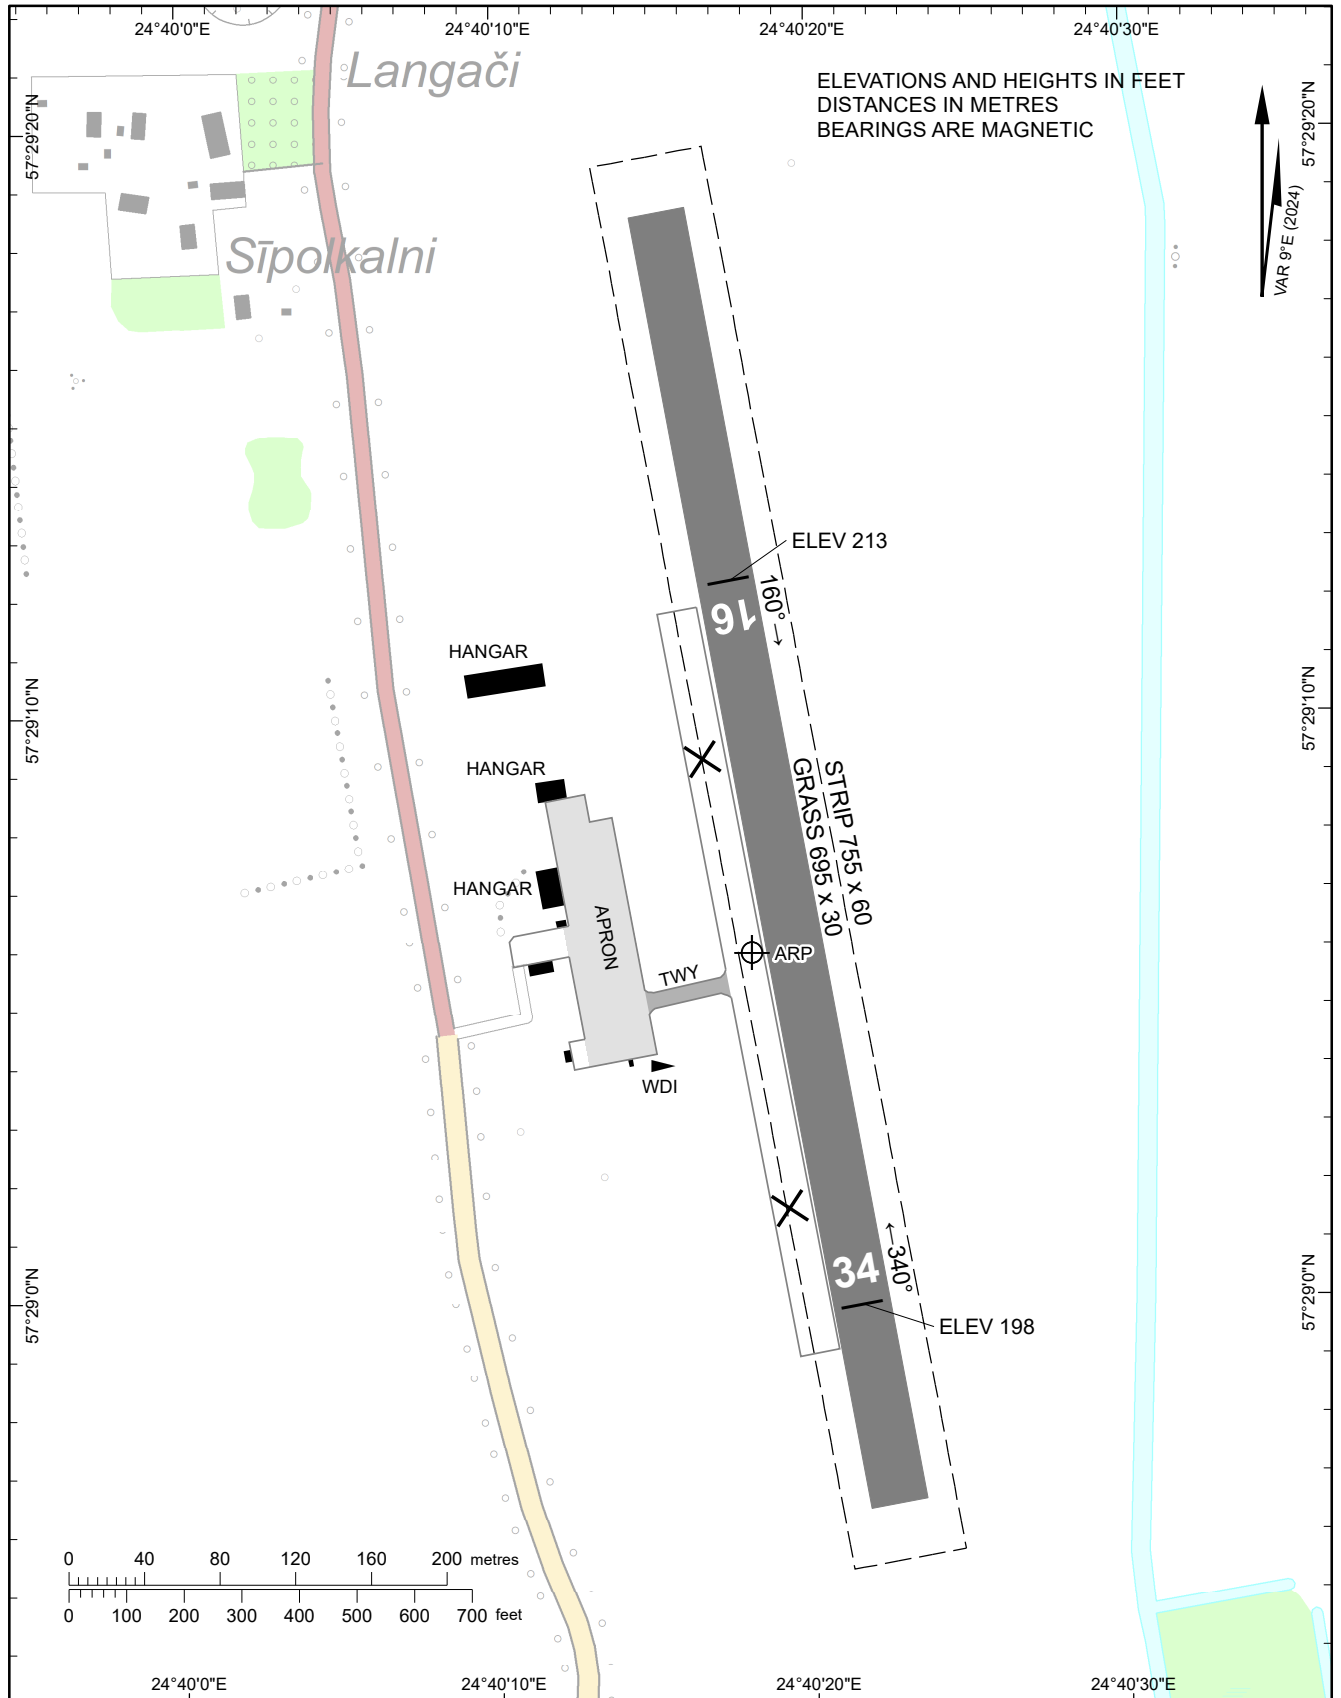 24°40'0"E
24°40'10"E
24°40'20"E
24°40'30"E
Langači
ELEVATIONS AND HEIGHTS IN FEET
DISTANCES IN METRES
BEARINGS ARE MAGNETIC
57°29'20"N
57°29'20"N
VAR 9°E (2024)
Sīpolkalni
ELEV 213
160°
16
HANGAR
57°29'10"N
57°29'10"N
HANGAR
STRIP 755 x 60
GRASS 695 x 30
HANGAR
APRON
ARP
TWY
WDI
34
340°
57°29'0"N
57°29'0"N
ELEV 198
0 40 80 120 160 200 metres
0 100 200 300 400 500 600 700 feet
24°40'0"E
24°40'10"E
24°40'20"E
24°40'30"E